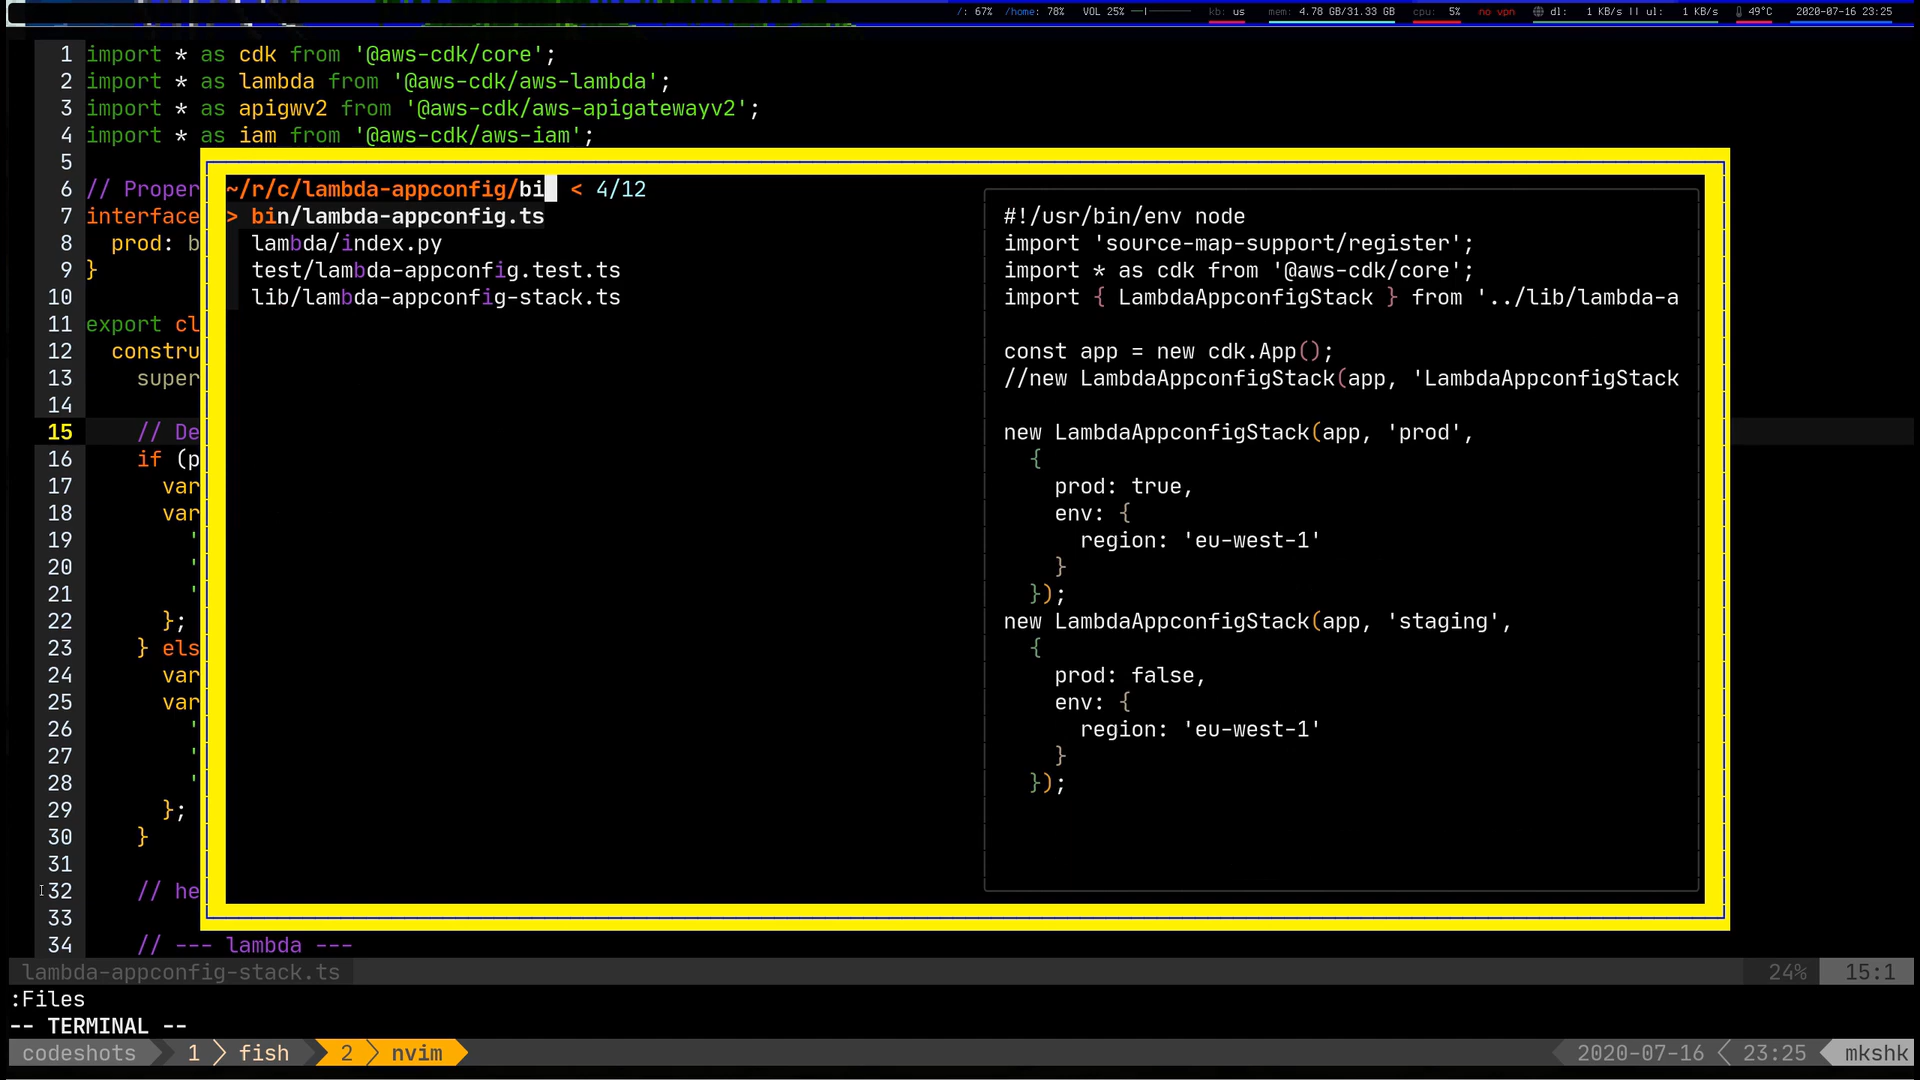 /: 67% /home: 78% VOL 25% kb: us mem: 4.78 GB/31.33 GB cpu: 5% no vpn dl: 1 KB/s || ul: 1 KB/s 49°C 2020-07-16 23:25
1 import * as cdk from '@aws-cdk/core';
2 import * as lambda from '@aws-cdk/aws-lambda';
3 import * as apigwv2 from '@aws-cdk/aws-apigatewayv2';
4 import * as iam from '@aws-cdk/aws-iam';
5
6 // Proper
7 interface
8 prod: b
9 }
10
11 export cl
12 constru
13 super
14
15 // De
16 if (p
17 var
18 var
19 '
20 '
21 '
22 };
23 } els
24 var
25 var
26 '
27 '
28 '
29 };
30 }
31
32 // he
33
34 // --- lambda ---
~/r/c/lambda-appconfig/bi < 4/12
> bin/lambda-appconfig.ts
lambda/index.py
test/lambda-appconfig.test.ts
lib/lambda-appconfig-stack.ts
#!/usr/bin/env node
import 'source-map-support/register';
import * as cdk from '@aws-cdk/core';
import { LambdaAppconfigStack } from '../lib/lambda-a
const app = new cdk.App();
//new LambdaAppconfigStack(app, 'LambdaAppconfigStack
new LambdaAppconfigStack(app, 'prod',
{
prod: true,
env: {
region: 'eu-west-1'
}
});
new LambdaAppconfigStack(app, 'staging',
{
prod: false,
env: {
region: 'eu-west-1'
}
});
lambda-appconfig-stack.ts 24% 15:1
:Files
-- TERMINAL --
codeshots 1 fish 2 nvim 2020-07-16 23:25 mkshk